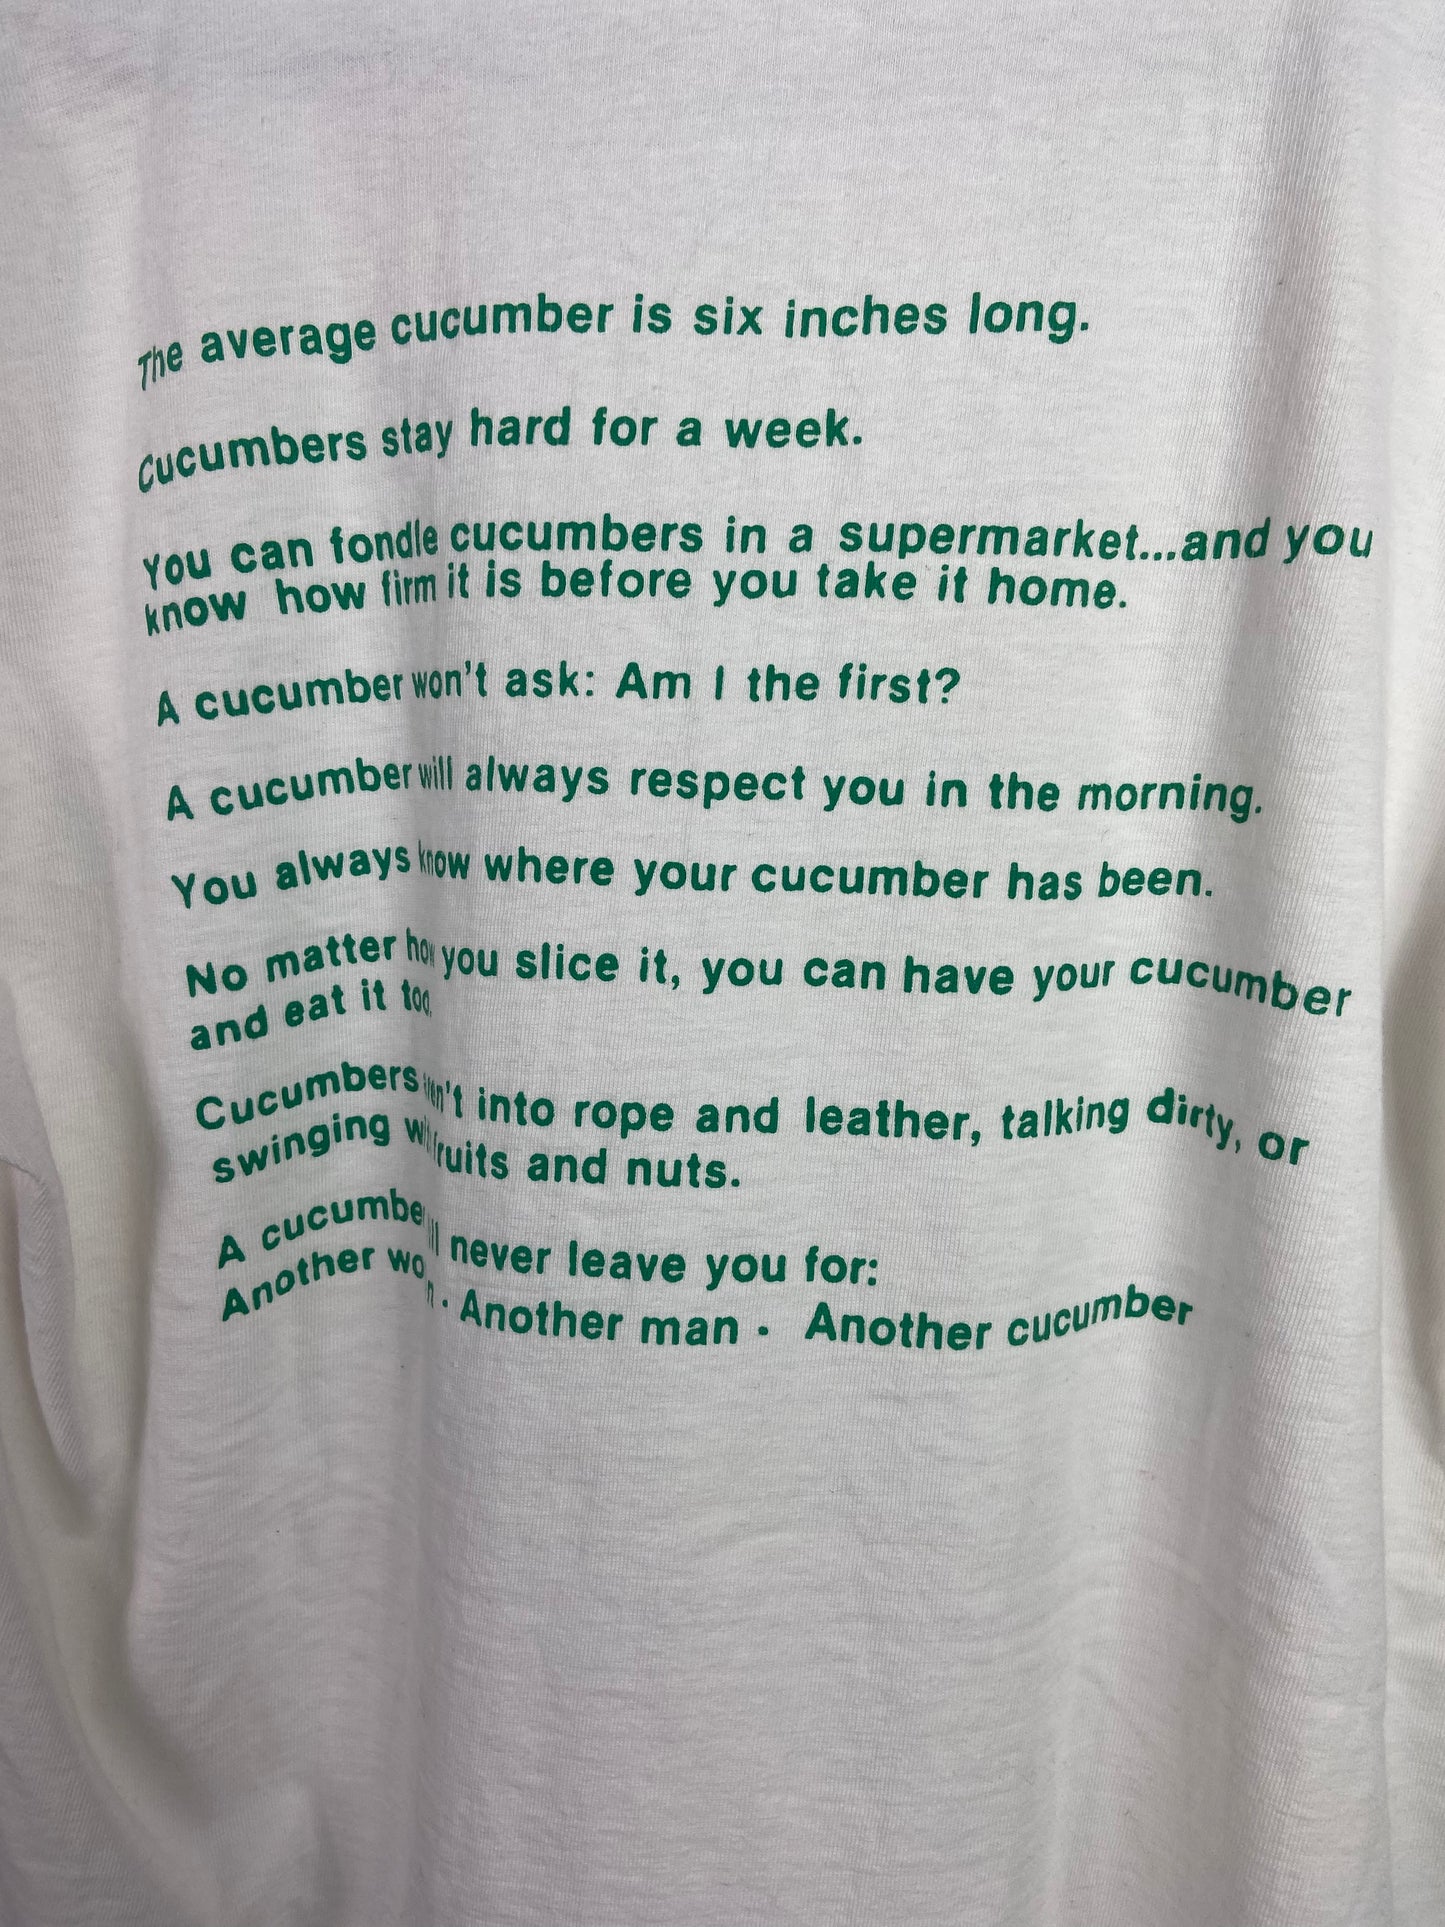 The average cucumber is six inches long.
Cucumbers stay hard for a week.
You can fondle cucumbers in a supermarket...and you
know how firm it is before you take it home.
A cucumber won't ask: Am I the first?
A cucumber will always respect you in the morning.
You always know where your cucumber has been.
No matter how you slice it, you can have your cucumber
and eat it too.
Cucumbers aren't into rope and leather, talking dirty, or
swinging with fruits and nuts.
A cucumber will never leave you for:
Another woman · Another man · Another cucumber